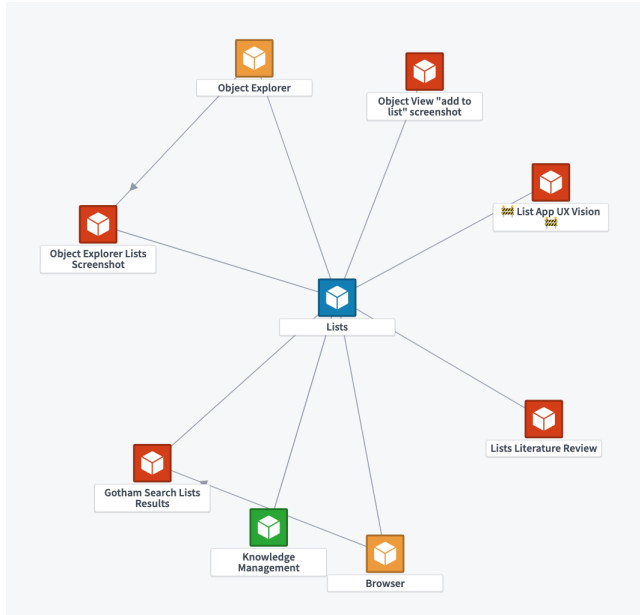 Object Explorer
Object View "add to
list" screenshot
🚧 List App UX Vision
🚧
Object Explorer Lists
Screenshot
Lists
Lists Literature Review
Gotham Search Lists
Results
Knowledge
Management
Browser